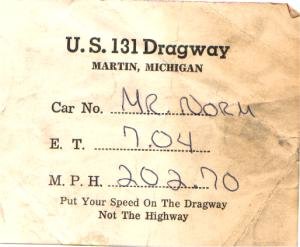 U. S. 131 Dragway
MARTIN, MICHIGAN
Car No. MR. NORM
E. T. 7.04
M. P. H. 202.70
Put Your Speed On The Dragway
Not The Highway